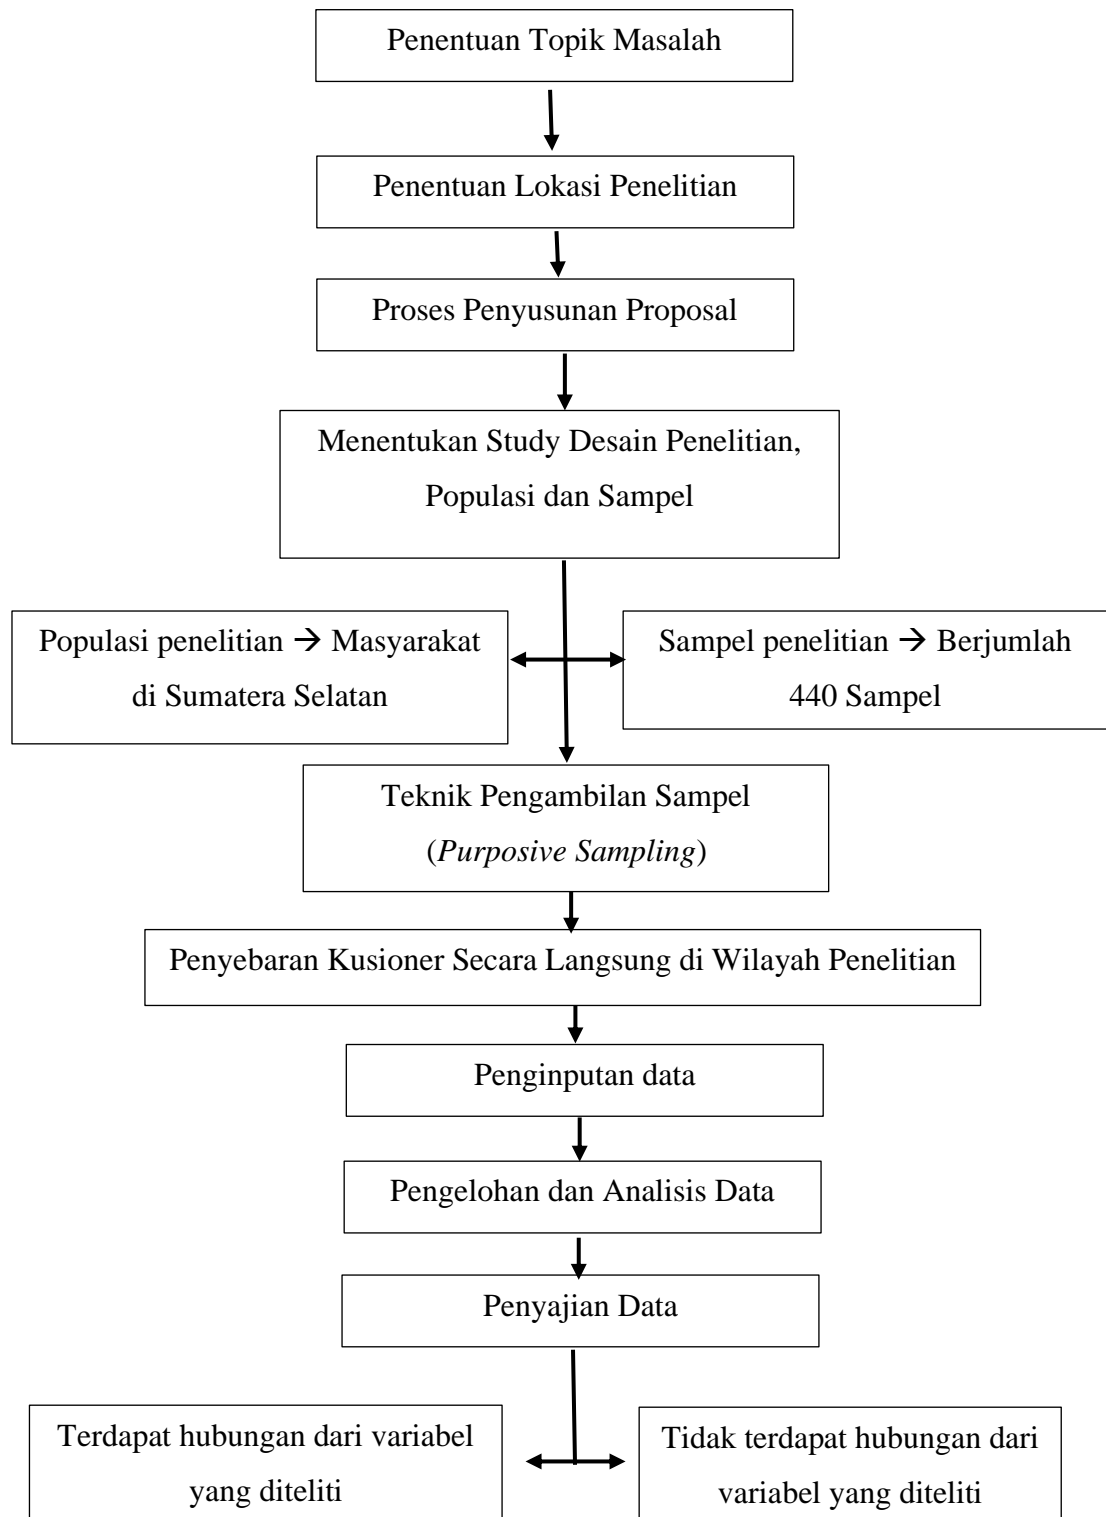 Penentuan Topik Masalah
Penentuan Lokasi Penelitian
Proses Penyusunan Proposal
Menentukan Study Desain Penelitian,
Populasi dan Sampel
Populasi penelitian → Masyarakat
di Sumatera Selatan
Sampel penelitian → Berjumlah
440 Sampel
Teknik Pengambilan Sampel
(Purposive Sampling)
Penyebaran Kusioner Secara Langsung di Wilayah Penelitian
Penginputan data
Pengelohan dan Analisis Data
Penyajian Data
Terdapat hubungan dari variabel
yang diteliti
Tidak terdapat hubungan dari
variabel yang diteliti